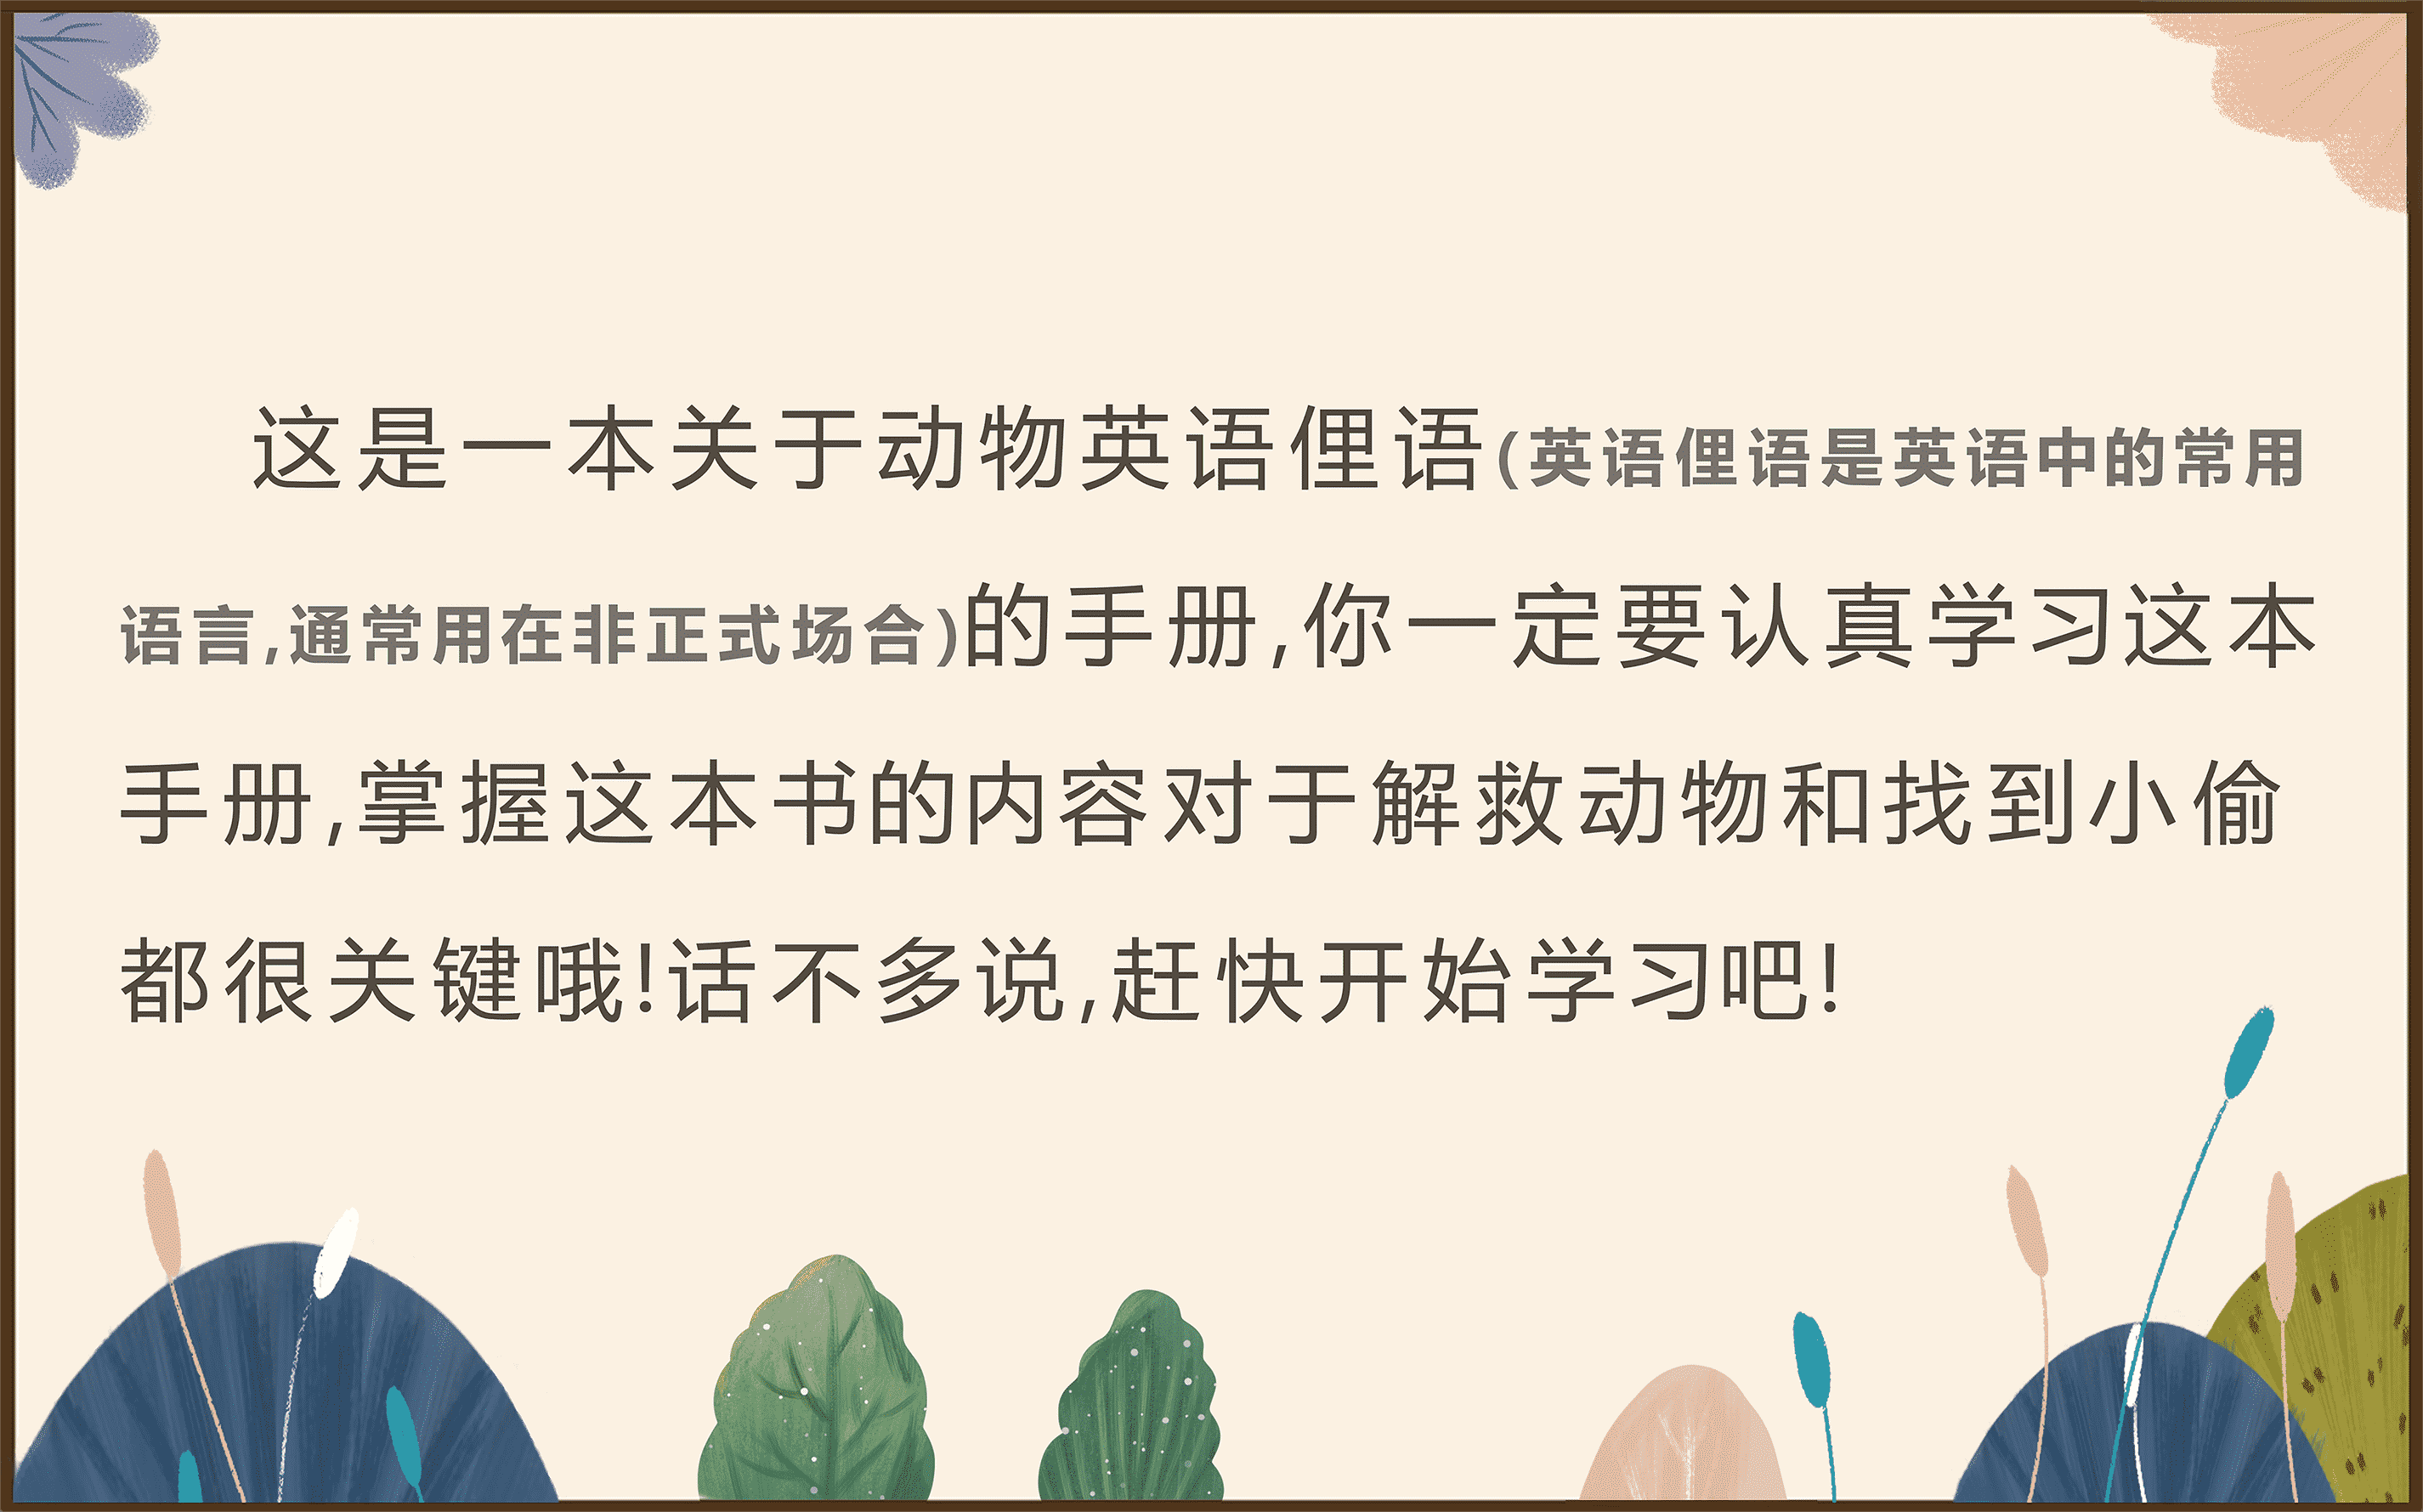 这是一本关于动物英语俚语(英语俚语是英语中的常用
语言,通常用在非正式场合)的手册,你一定要认真学习这本
手册,掌握这本书的内容对于解救动物和找到小偷
都很关键哦!话不多说,赶快开始学习吧!